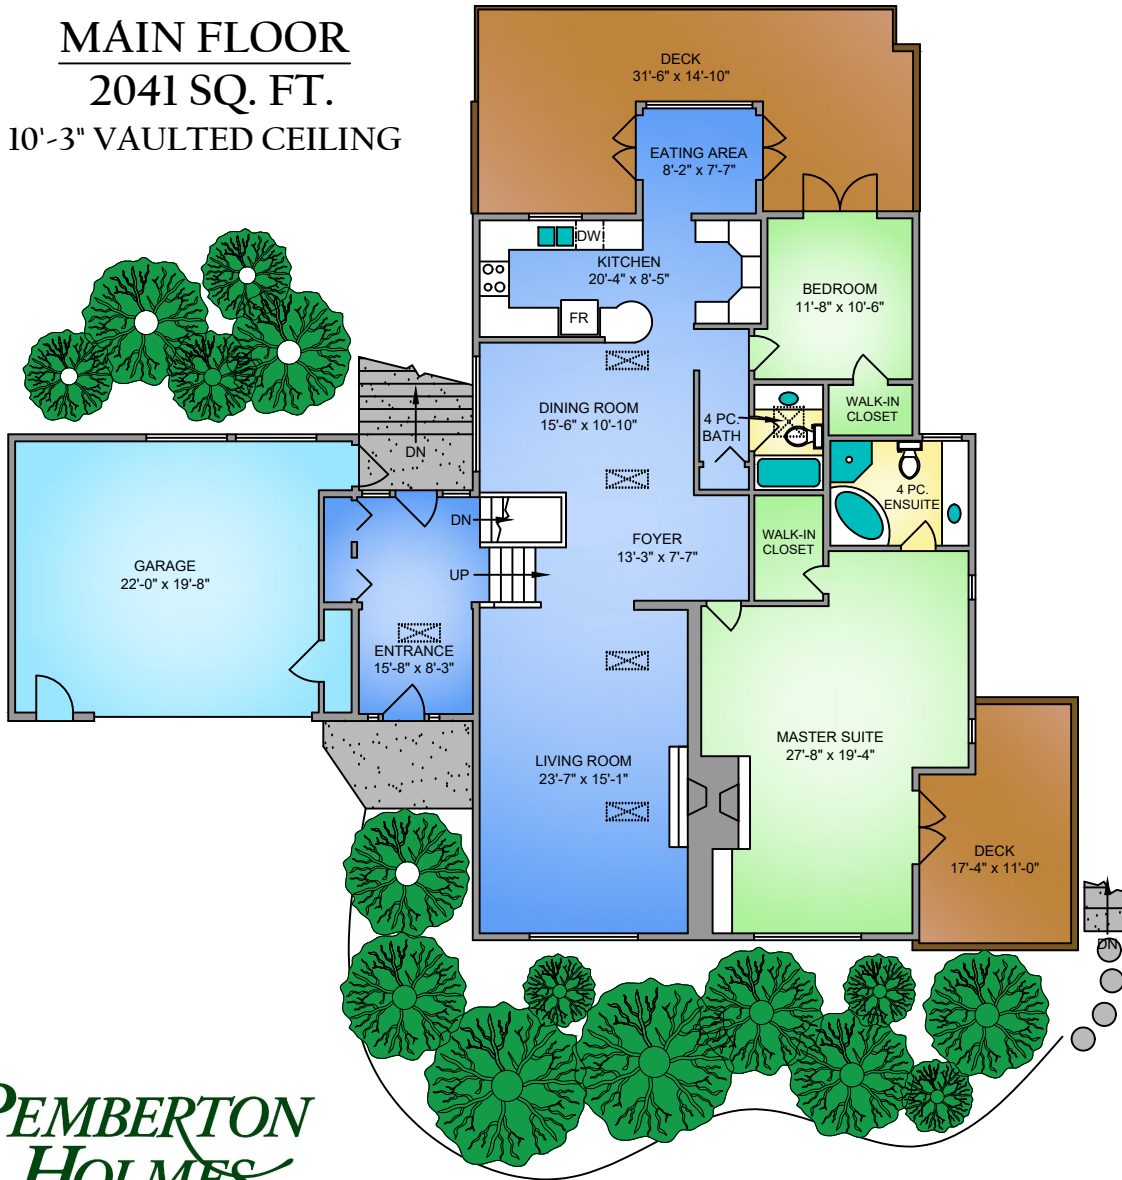 MAIN FLOOR
2041 SQ. FT.
10'-3" VAULTED CEILING
DECK
31'-6" x 14'-10"
EATING AREA
8'-2" x 7'-7"
DW
KITCHEN
20'-4" x 8'-5"
FR
BEDROOM
11'-8" x 10'-6"
WALK-IN
CLOSET
DINING ROOM
15'-6" x 10'-10"
4 PC.
BATH
DN
4 PC.
ENSUITE
DN
FOYER
13'-3" x 7'-7"
WALK-IN
CLOSET
GARAGE
22'-0" x 19'-8"
UP
ENTRANCE
15'-8" x 8'-3"
MASTER SUITE
27'-8" x 19'-4"
LIVING ROOM
23'-7" x 15'-1"
DECK
17'-4" x 11'-0"
DN
PEMBERTON
HOLMES